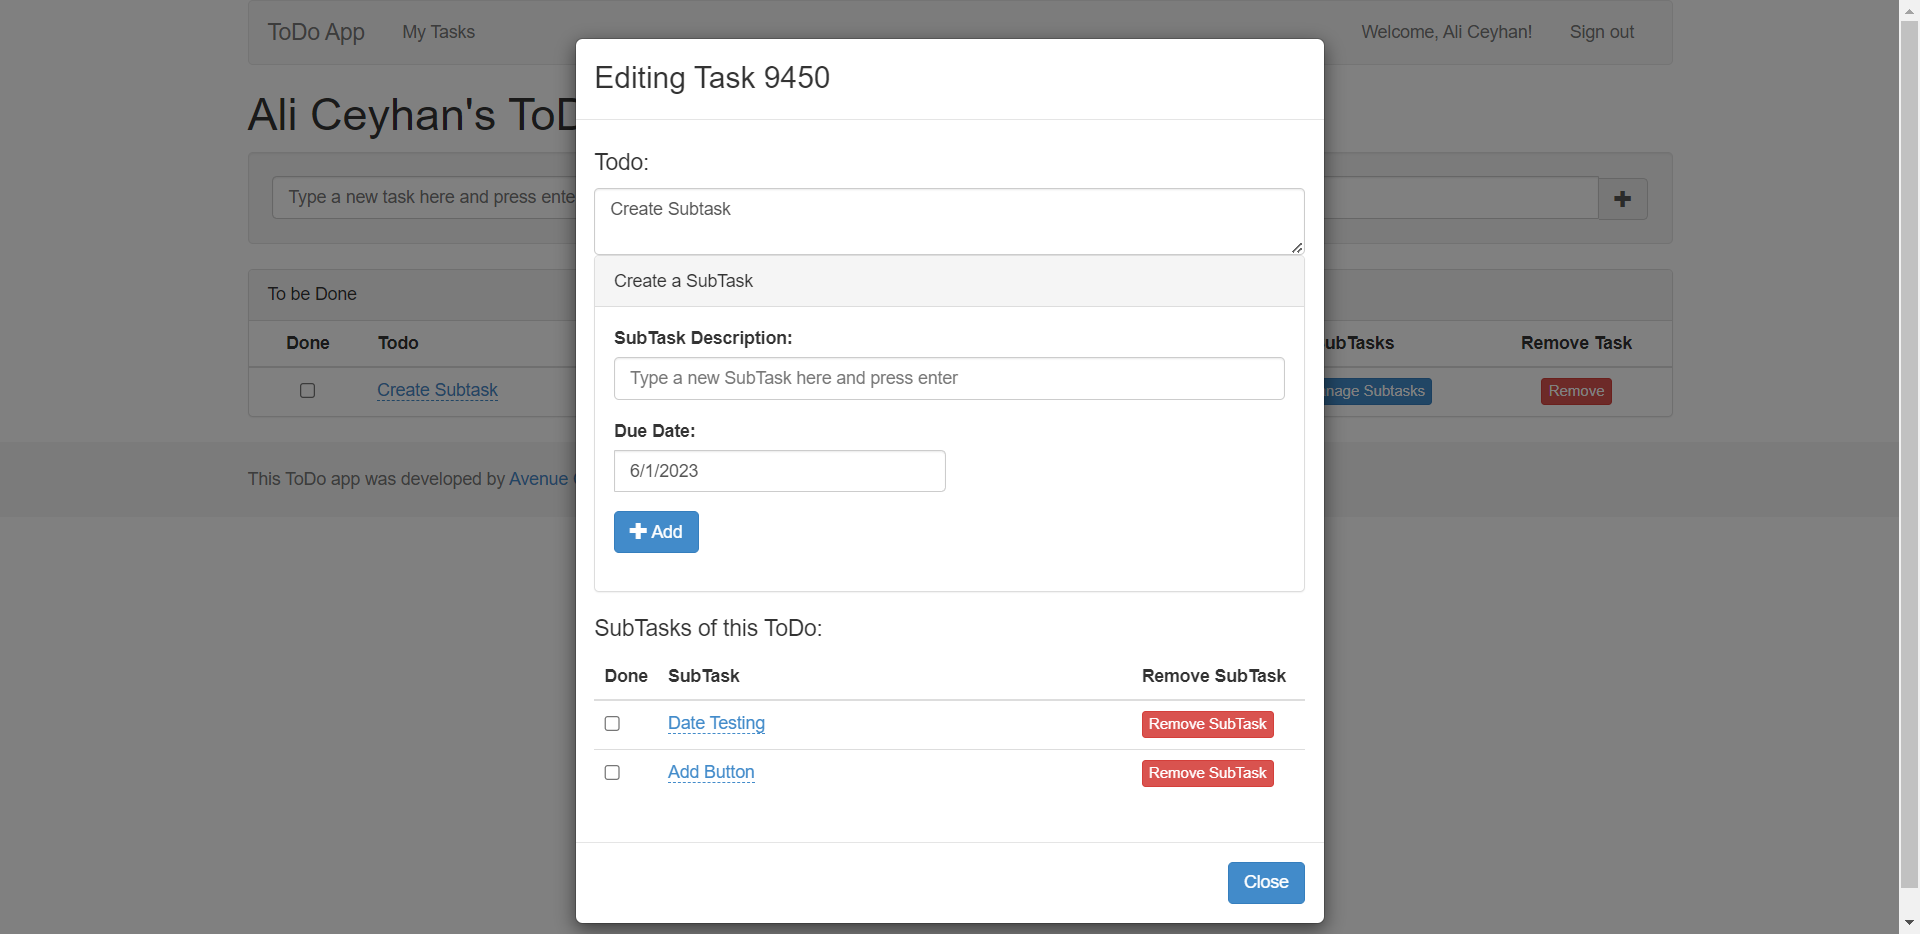 ToDo App My Tasks Welcome, Ali Ceyhan! Sign out
Editing Task 9450
Ali Ceyhan's ToD
Todo:
Type a new task here and press ente
Create Subtask
Create a SubTask
To be Done
SubTask Description:
Done Todo ubTasks Remove Task
Type a new SubTask here and press enter
Create Subtask nage Subtasks Remove
Due Date:
6/1/2023
This ToDo app was developed by Avenue
Add
SubTasks of this ToDo:
Done SubTask Remove SubTask
Date Testing Remove SubTask
Add Button Remove SubTask
Close